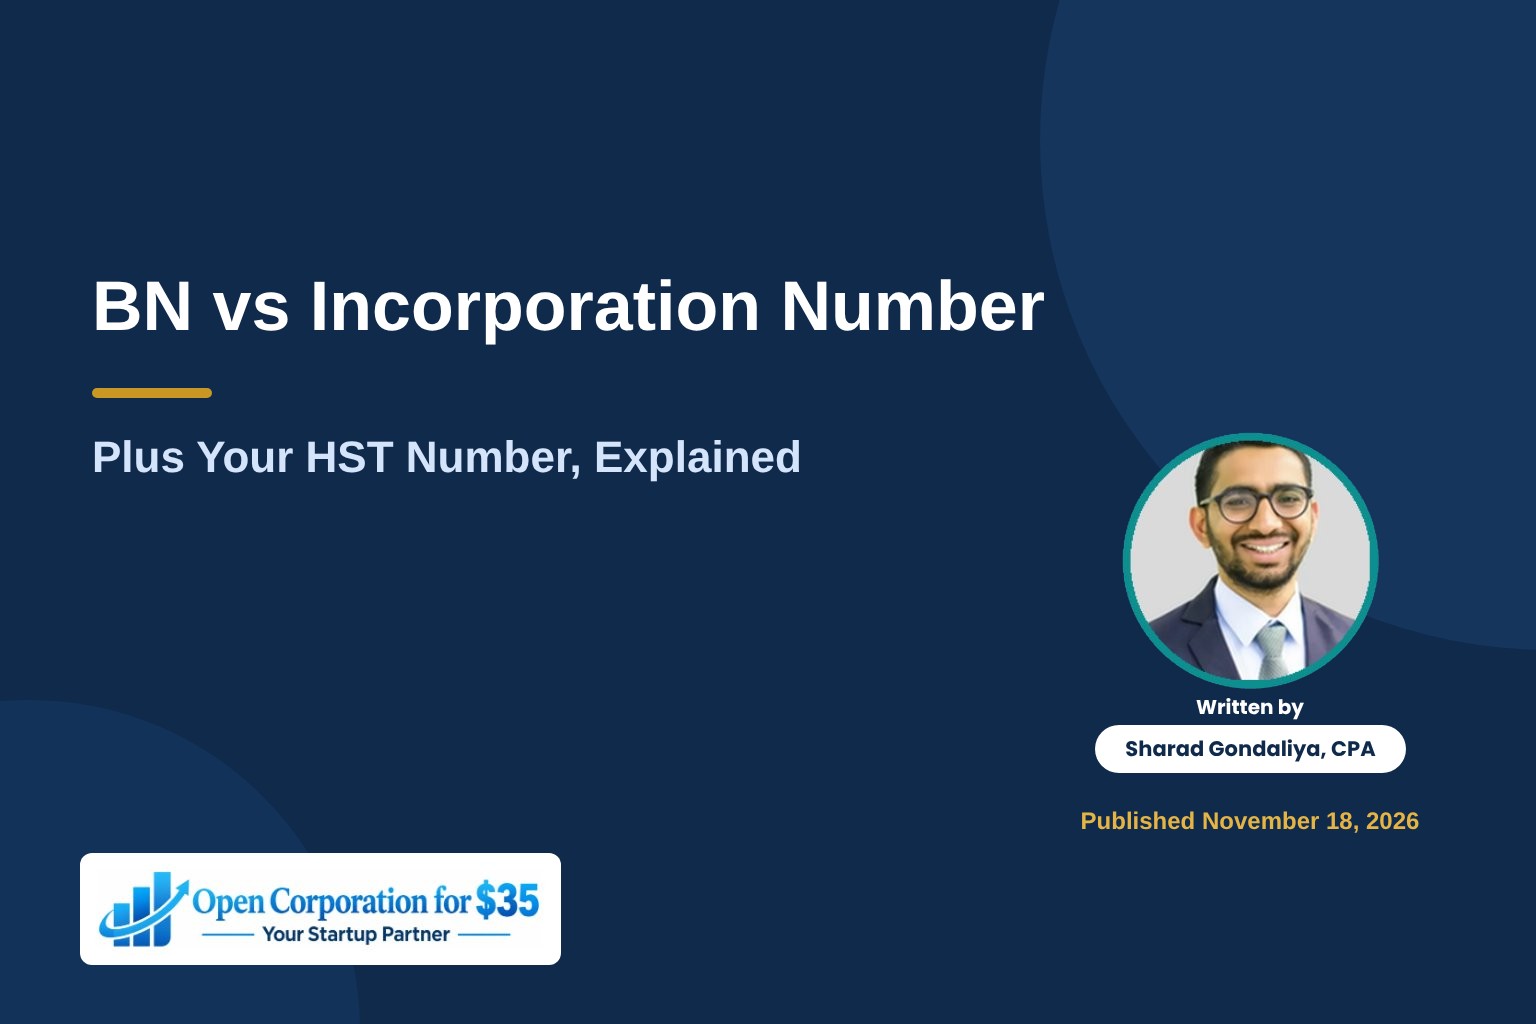 BN vs Incorporation Number
Plus Your HST Number, Explained
Written by
Sharad Gondaliya, CPA
Published November 18, 2026
Open Corporation for $35
Your Startup Partner